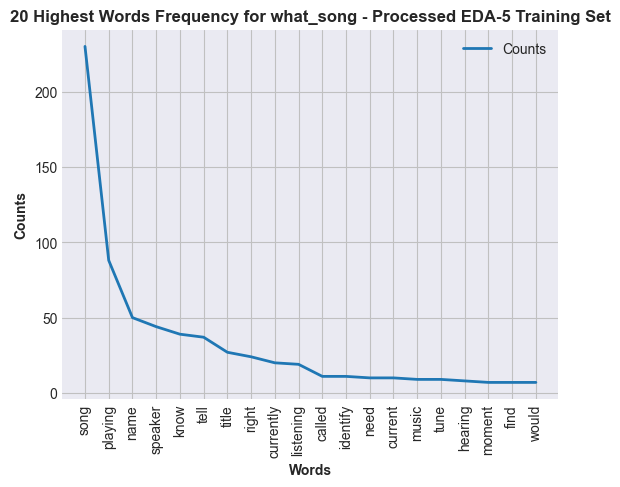 20 Highest Words Frequency for what_song - Processed EDA-5 Training Set
Counts
200
150
100
50
0
Counts
song
playing
name
speaker
know
tell
title
right
currently
listening
called
identify
need
current
music
tune
hearing
moment
find
would
Words